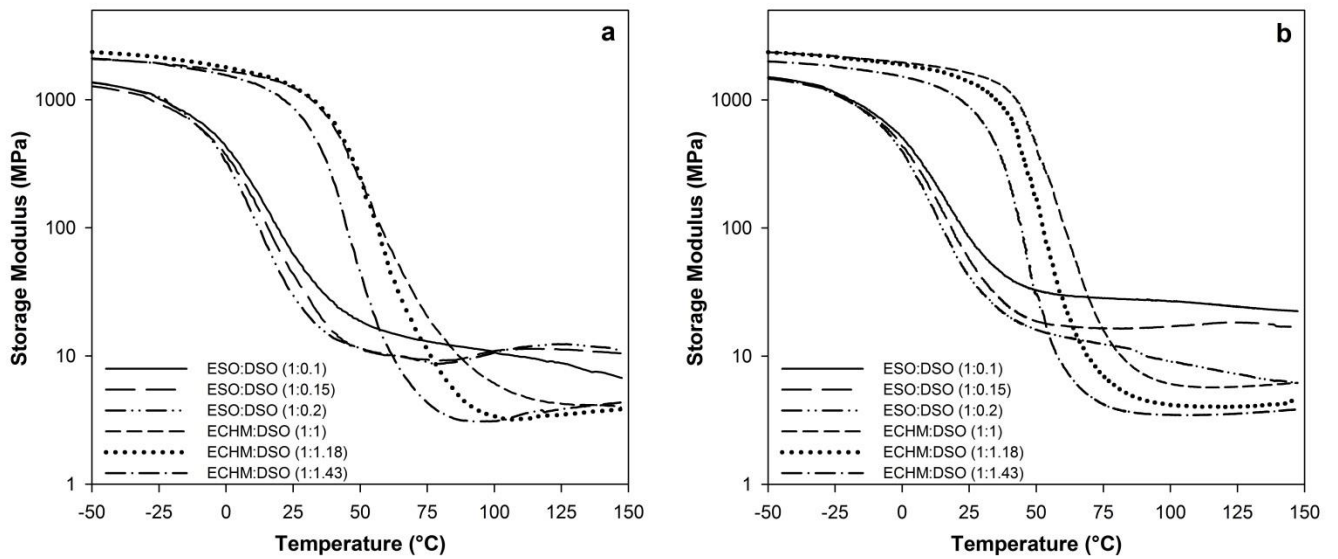 a
Storage Modulus (MPa)
1000
100
10
1
ESO:DSO (1:0.1)
ESO:DSO (1:0.15)
ESO:DSO (1:0.2)
ECHM:DSO (1:1)
ECHM:DSO (1:1.18)
ECHM:DSO (1:1.43)
-50 -25 0 25 50 75 100 125 150
Temperature (°C)
b
Storage Modulus (MPa)
1000
100
10
1
ESO:DSO (1:0.1)
ESO:DSO (1:0.15)
ESO:DSO (1:0.2)
ECHM:DSO (1:1)
ECHM:DSO (1:1.18)
ECHM:DSO (1:1.43)
-50 -25 0 25 50 75 100 125 150
Temperature (°C)